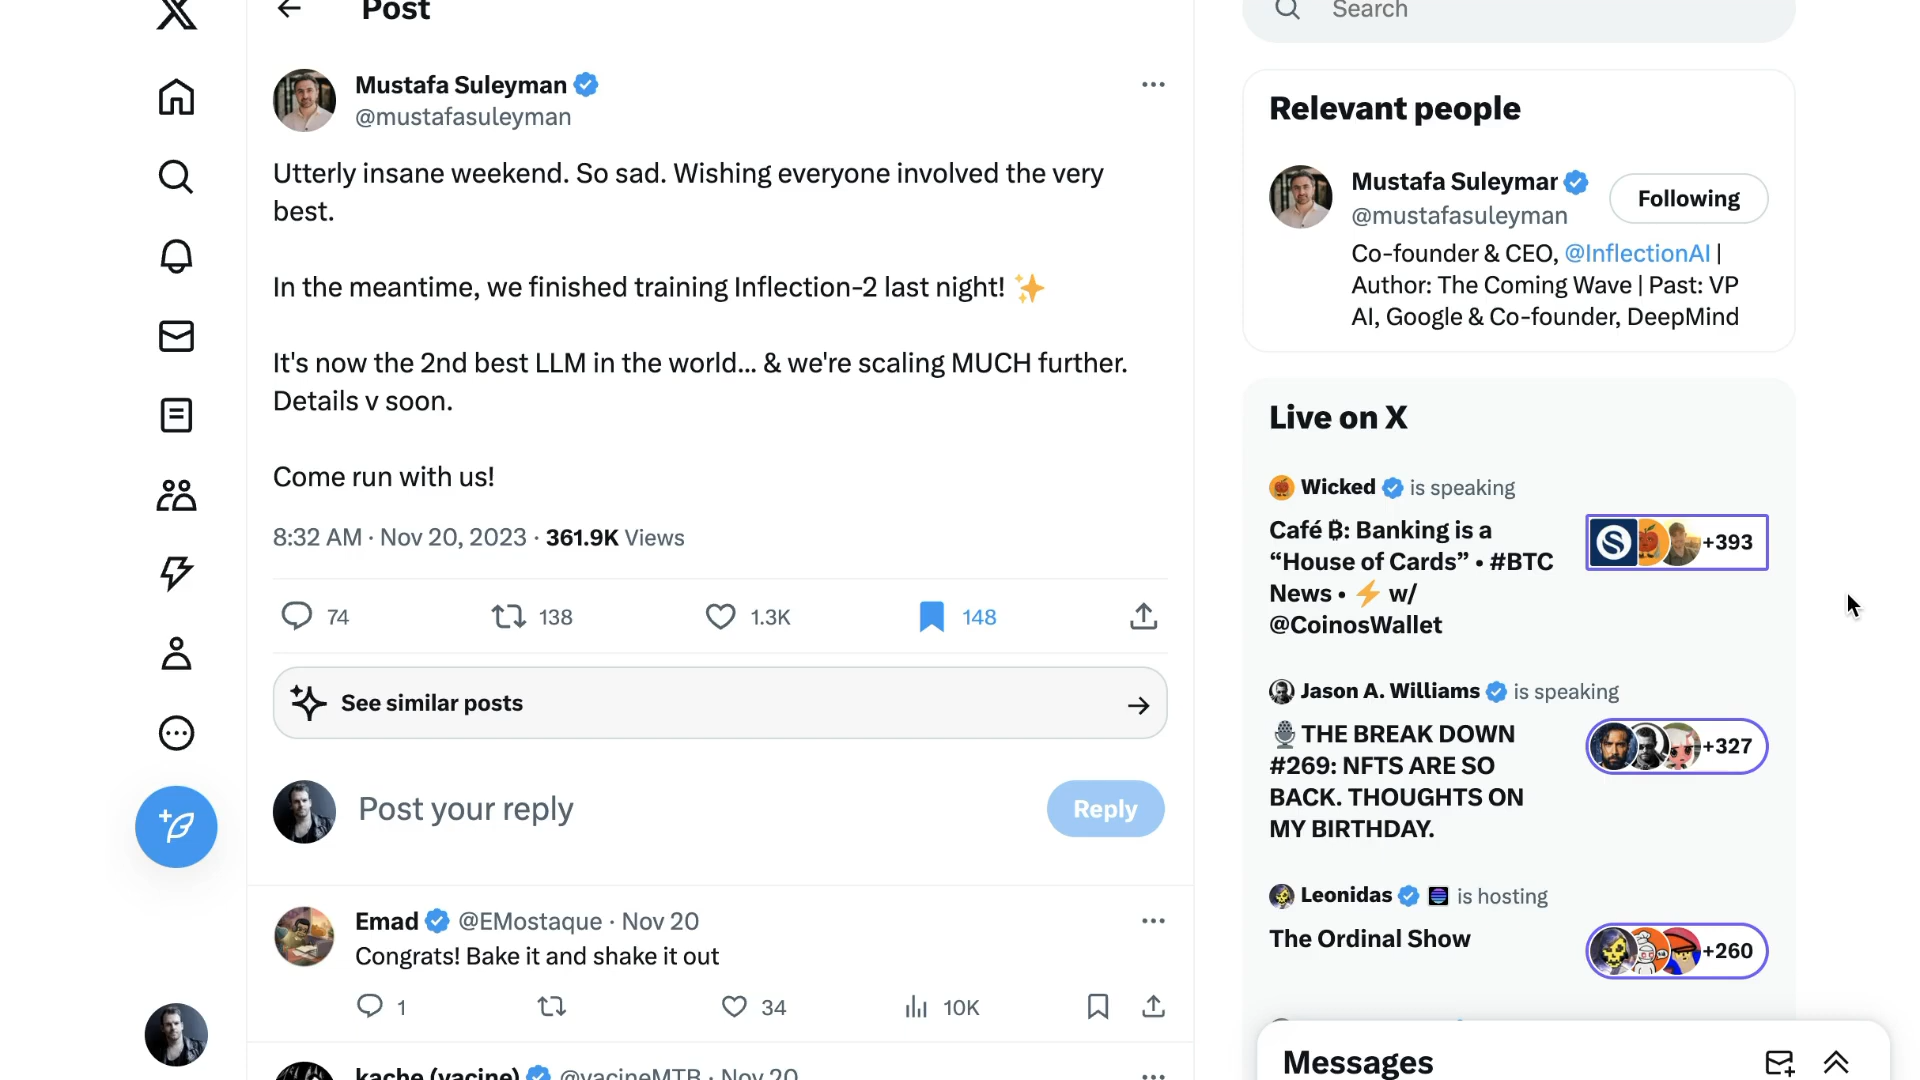 Post
Search
Mustafa Suleyman
@mustafasuleyman
Utterly insane weekend. So sad. Wishing everyone involved the very
best.
In the meantime, we finished training Inflection-2 last night! ✨
It's now the 2nd best LLM in the world... & we're scaling MUCH further.
Details v soon.
Come run with us!
8:32 AM · Nov 20, 2023 · 361.9K Views
74
138
1.3K
148
See similar posts
Post your reply
Reply
Emad @EMostaque · Nov 20
Congrats! Bake it and shake it out
1
34
10K
kache (yacine) @yacineMTB · Nov 20
Relevant people
Mustafa Suleymar
Following
@mustafasuleyman
Co-founder & CEO, @InflectionAI |
Author: The Coming Wave | Past: VP
AI, Google & Co-founder, DeepMind
Live on X
Wicked is speaking
Café ₿: Banking is a
“House of Cards” • #BTC
News • ⚡ w/
@CoinosWallet
+393
Jason A. Williams is speaking
🎙THE BREAK DOWN
#269: NFTS ARE SO
BACK. THOUGHTS ON
MY BIRTHDAY.
+327
Leonidas is hosting
The Ordinal Show
+260
Messages